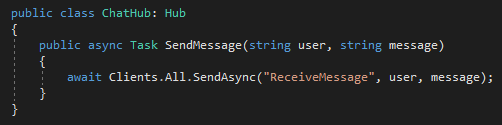 public class ChatHub: Hub
{
    public async Task SendMessage(string user, string message)
    {
        await Clients.All.SendAsync("ReceiveMessage", user, message);
    }
}